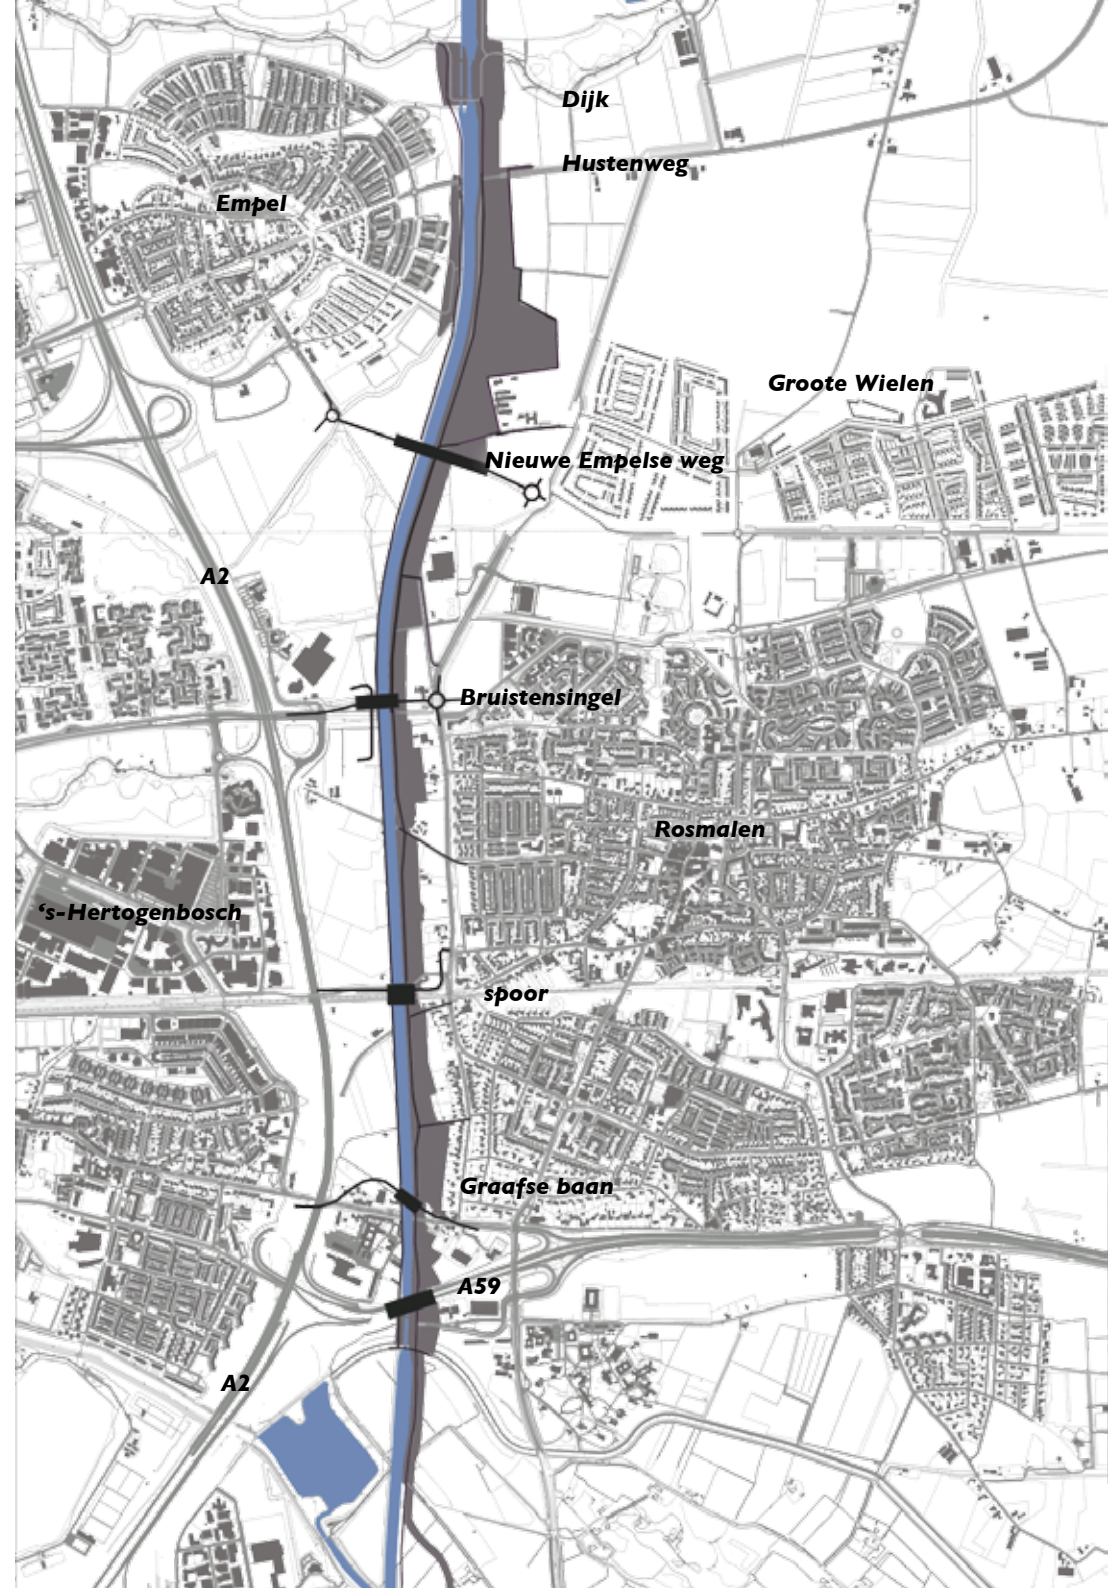 Dijk
Hustenweg
Empel
Groote Wielen
Nieuwe Empelse weg
A2
Bruistensingel
Rosmalen
‘s-Hertogenbosch
spoor
Graafse baan
A59
A2